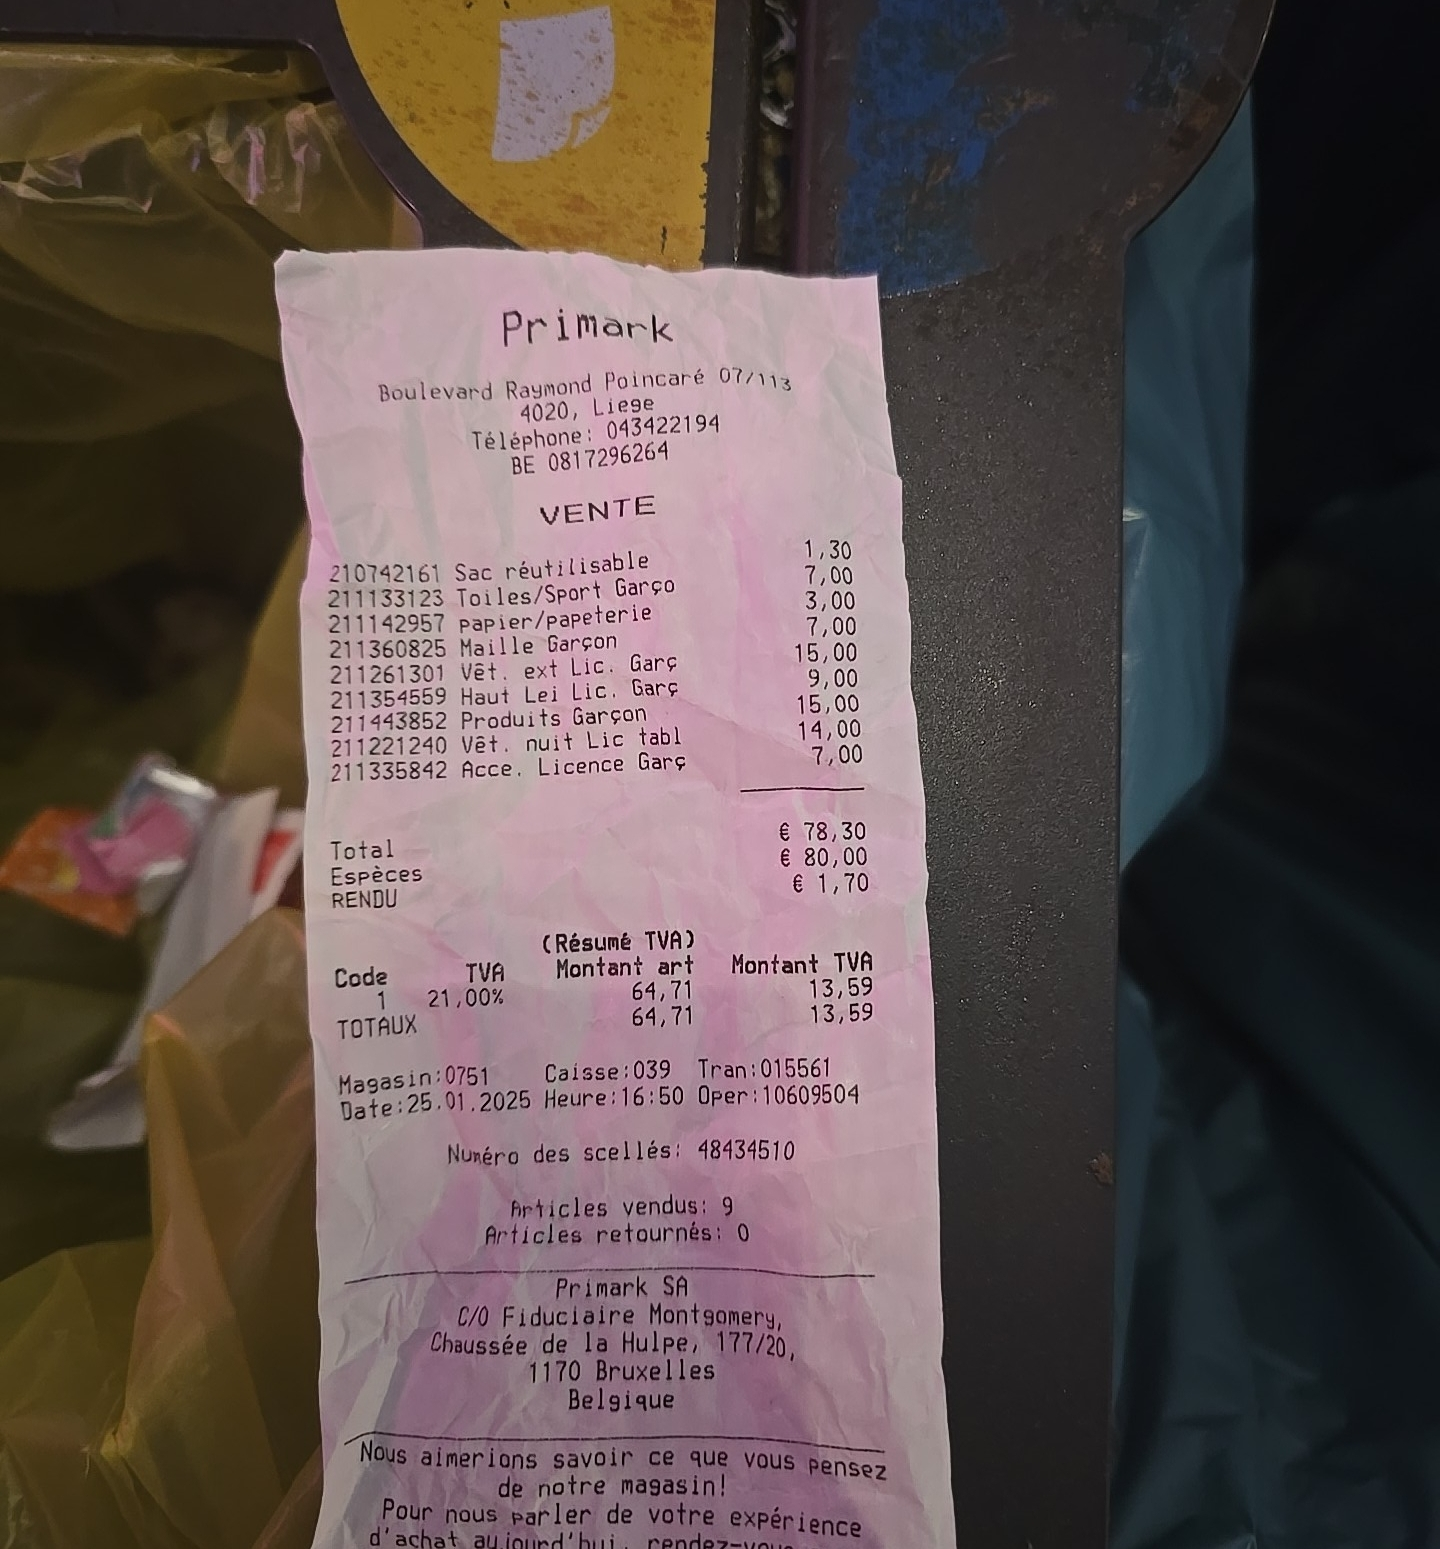 Primark
Boulevard Raymond Poincaré 07/113
4020, Liege
Téléphone: 043422194
BE 0817296264
VENTE
210742161 Sac réutilisable 1,30
211133123 Toiles/Sport Garço 7,00
211142957 papier/papeterie 3,00
211360825 Maille Garçon 7,00
211261301 Vêt. ext Lic. Garç 15,00
211354559 Haut Lei Lic. Garç 9,00
211443852 Produits Garçon 15,00
211221240 Vêt. nuit Lic tabl 14,00
211335842 Acce. Licence Garç 7,00
Total € 78,30
Espèces € 80,00
RENDU € 1,70
(Résumé TVA)
Code TVA Montant art Montant TVA
1 21,00% 64,71 13,59
TOTAUX 64,71 13,59
Magasin:0751 Caisse:039 Tran:015561
Date:25.01.2025 Heure:16:50 Oper:10609504
Numéro des scellés: 48434510
Articles vendus: 9
Articles retournés: 0
Primark SA
C/O Fiduciaire Montgomery,
Chaussée de la Hulpe, 177/20,
1170 Bruxelles
Belgique
Nous aimerions savoir ce que vous pensez
de notre magasin!
Pour nous parler de votre expérience
d'achat aujourd'hui, rendez-vous